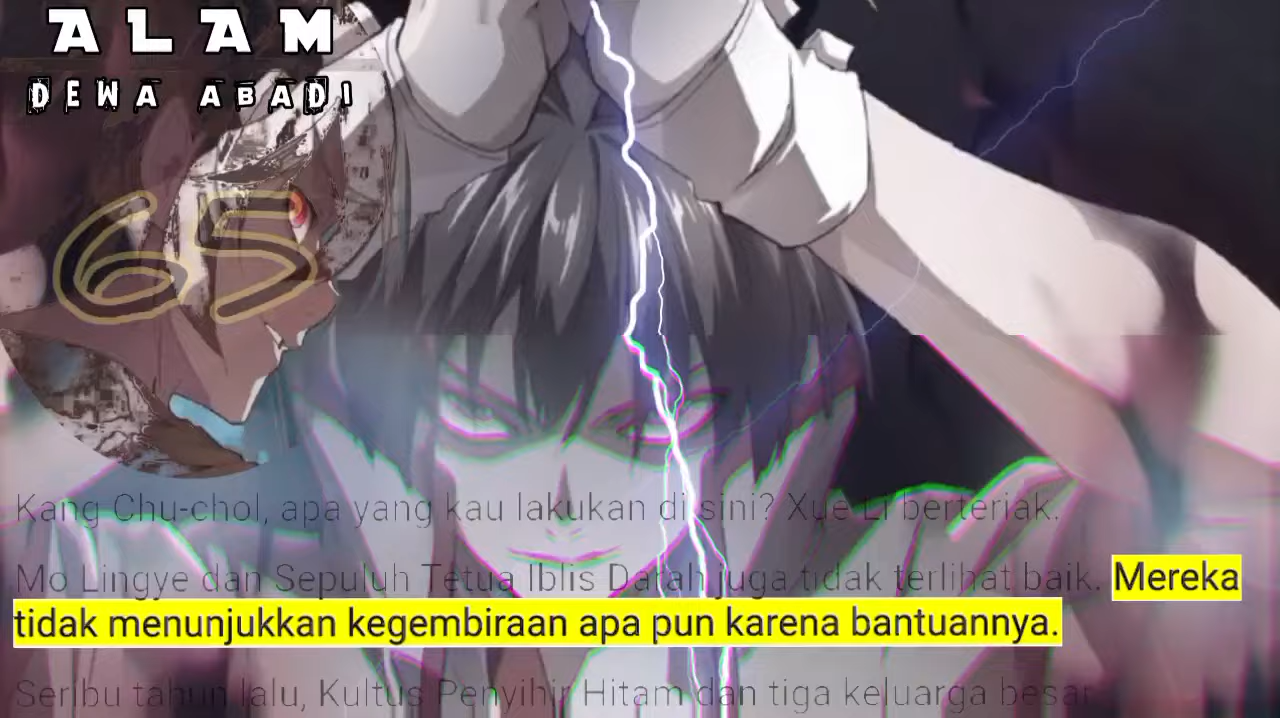 ALAM
DEWA ABADI
65
Kang Chu-chol, apa yang kau lakukan di sini? Xue Li berteriak.
Mo Lingye dan Sepuluh Tetua Iblis Darah juga tidak terlihat baik. Mereka
tidak menunjukkan kegembiraan apa pun karena bantuannya.
Seribu tahun lalu, Kultus Penyihir Hitam dan tiga keluarga besar